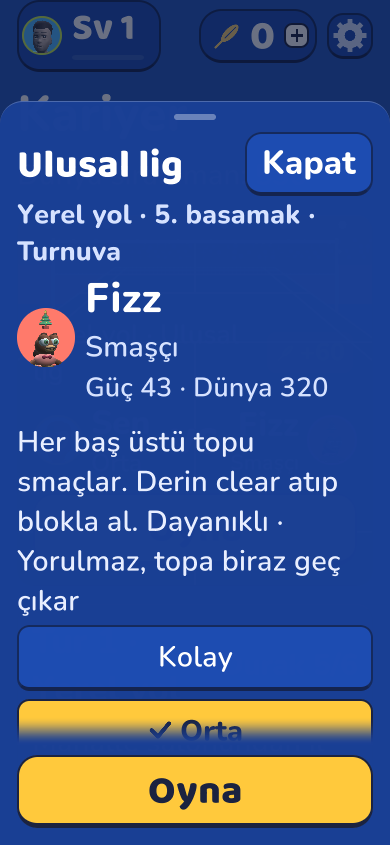 Sv 1
0
Kariyer
Ulusal lig
Kapat
Yerel yol · 5. basamak ·
Turnuva
Fizz
Smaşçı
Güç 43 · Dünya 320
Her baş üstü topu
smaçlar. Derin clear atıp
blokla al. Dayanıklı ·
Yorulmaz, topa biraz geç
çıkar
Kolay
✓ Orta
Oyna